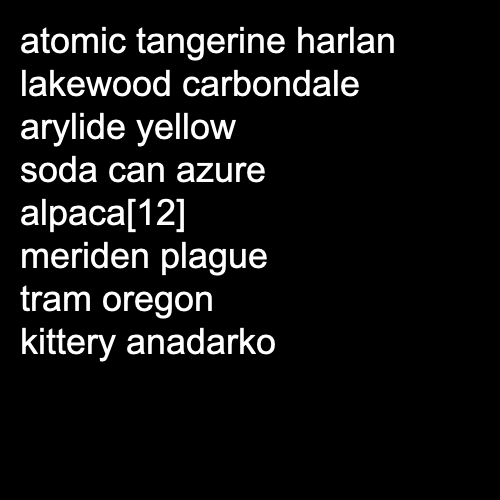 atomic tangerine harlan
lakewood carbondale
arylide yellow
soda can azure
alpaca[12]
meriden plague
tram oregon
kittery anadarko